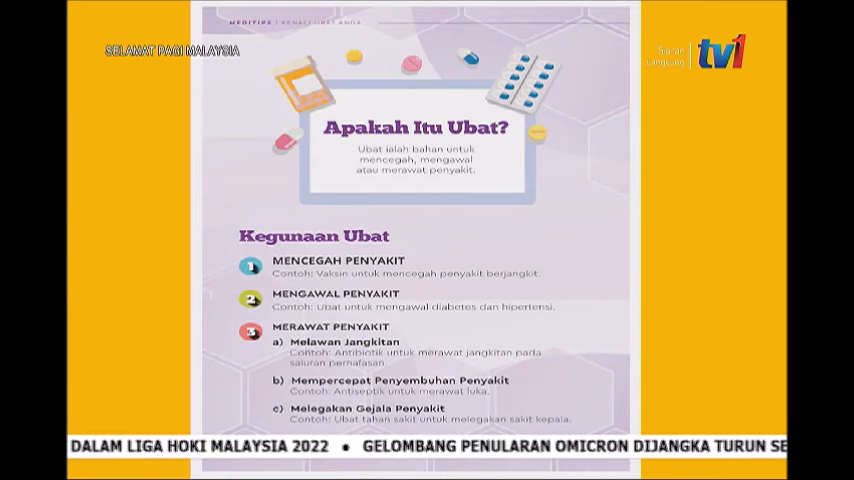 MEDITIPS | KENALI UBAT ANDA
SELAMAT PAGI MALAYSIA
Siaran
Langsung
tv1
Apakah Itu Ubat?
Ubat ialah bahan untuk
mencegah, mengawal
atau merawat penyakit.
Kegunaan Ubat
1 MENCEGAH PENYAKIT
Contoh: Vaksin untuk mencegah penyakit berjangkit.
2 MENGAWAL PENYAKIT
Contoh: Ubat untuk mengawal diabetes dan hipertensi.
3 MERAWAT PENYAKIT
a) Melawan Jangkitan
Contoh: Antibiotik untuk merawat jangkitan pada
saluran pernafasan.
b) Mempercepat Penyembuhan Penyakit
Contoh: Antiseptik untuk merawat luka.
c) Melegakan Gejala Penyakit
Contoh: Ubat tahan sakit untuk melegakan sakit kepala.
DALAM LIGA HOKI MALAYSIA 2022 • GELOMBANG PENULARAN OMICRON DIJANGKA TURUN SE